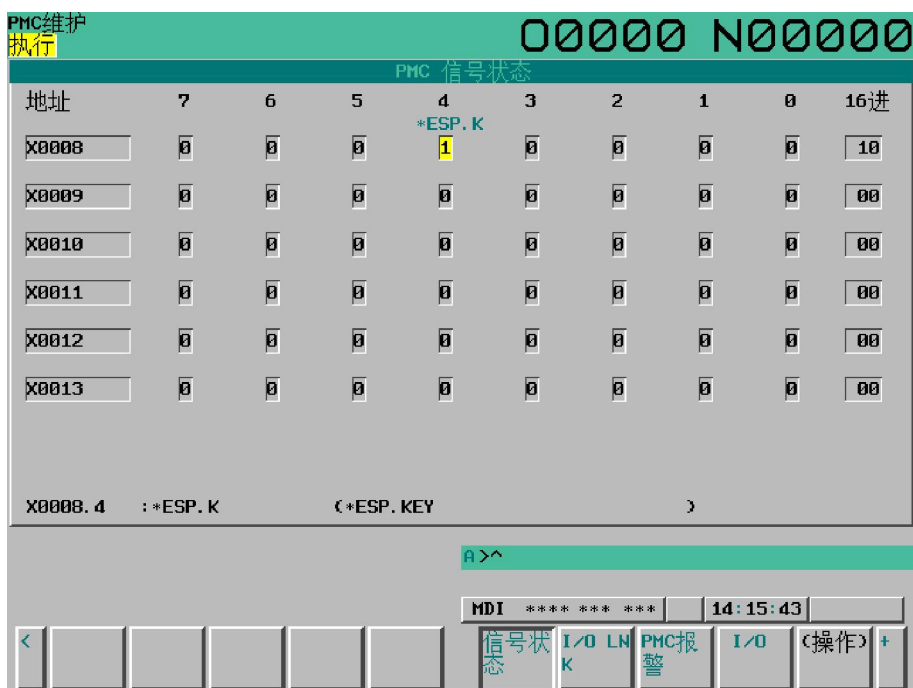 PMC维护
执行
O0000 N00000
PMC 信号状态
地址 7 6 5 4 3 2 1 0 16进
*ESP.K
X0008 0 0 0 1 0 0 0 0 10
X0009 0 0 0 0 0 0 0 0 00
X0010 0 0 0 0 0 0 0 0 00
X0011 0 0 0 0 0 0 0 0 00
X0012 0 0 0 0 0 0 0 0 00
X0013 0 0 0 0 0 0 0 0 00
X0008.4 :*ESP.K (*ESP.KEY )
A>^
MDI **** *** *** 14:15:43
< 信号状 I/O LN PMC报 I/O (操作) +
态 K 警